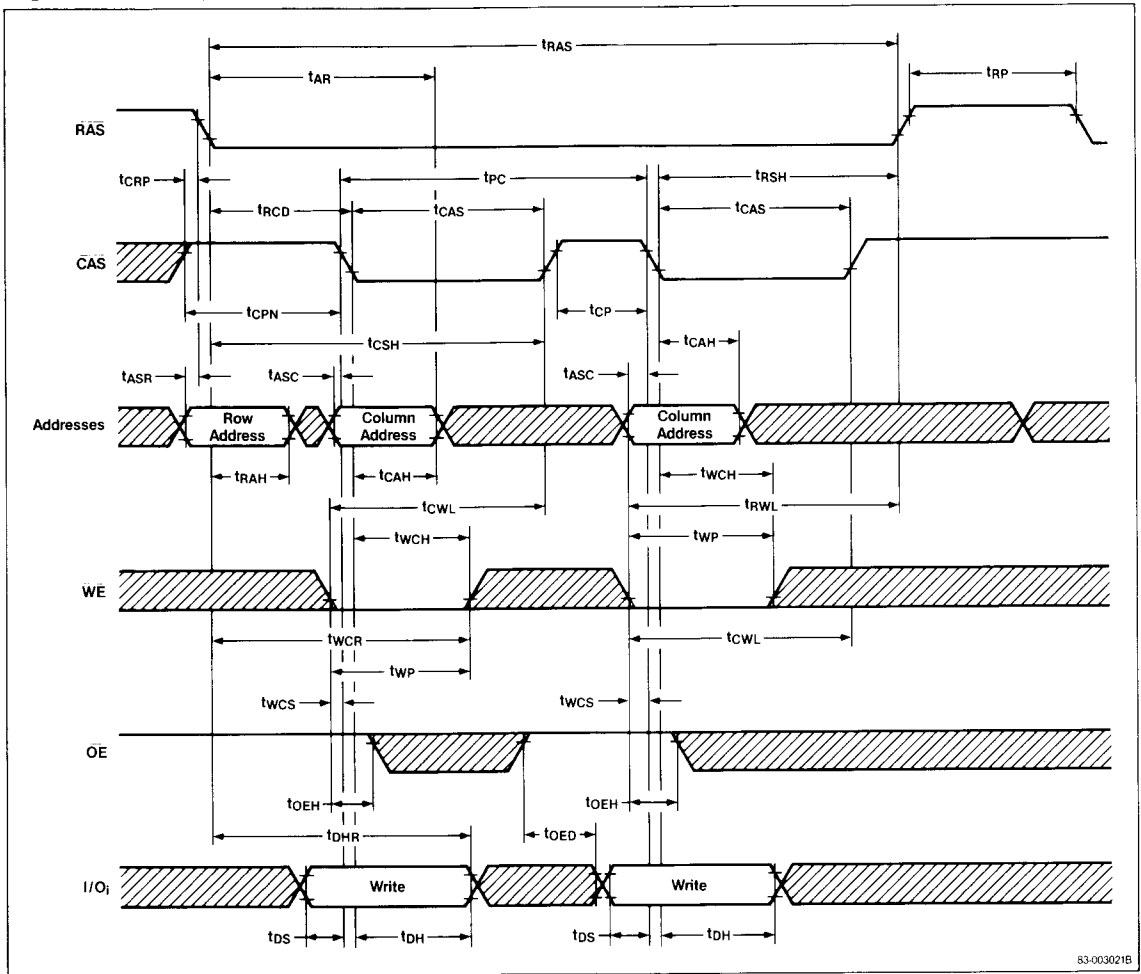 tRAS
tAR
tRP
RAS
tCRP
tPC
tRSH
tRCD
tCAS
tCAS
CAS
tCPN
tCP
tCSH
tCAH
tASR
tASC
tASC
Addresses
Row Address
Column Address
Column Address
tRAH
tCAH
tWCH
tCWL
tRWL
tWCH
tWP
WE
tWCR
tCWL
tWP
tWCS
tWCS
OE
tOEH
tOEH
tDHR
tOED
I/Oi
Write
Write
tDS
tDH
tDS
tDH
83-003021B